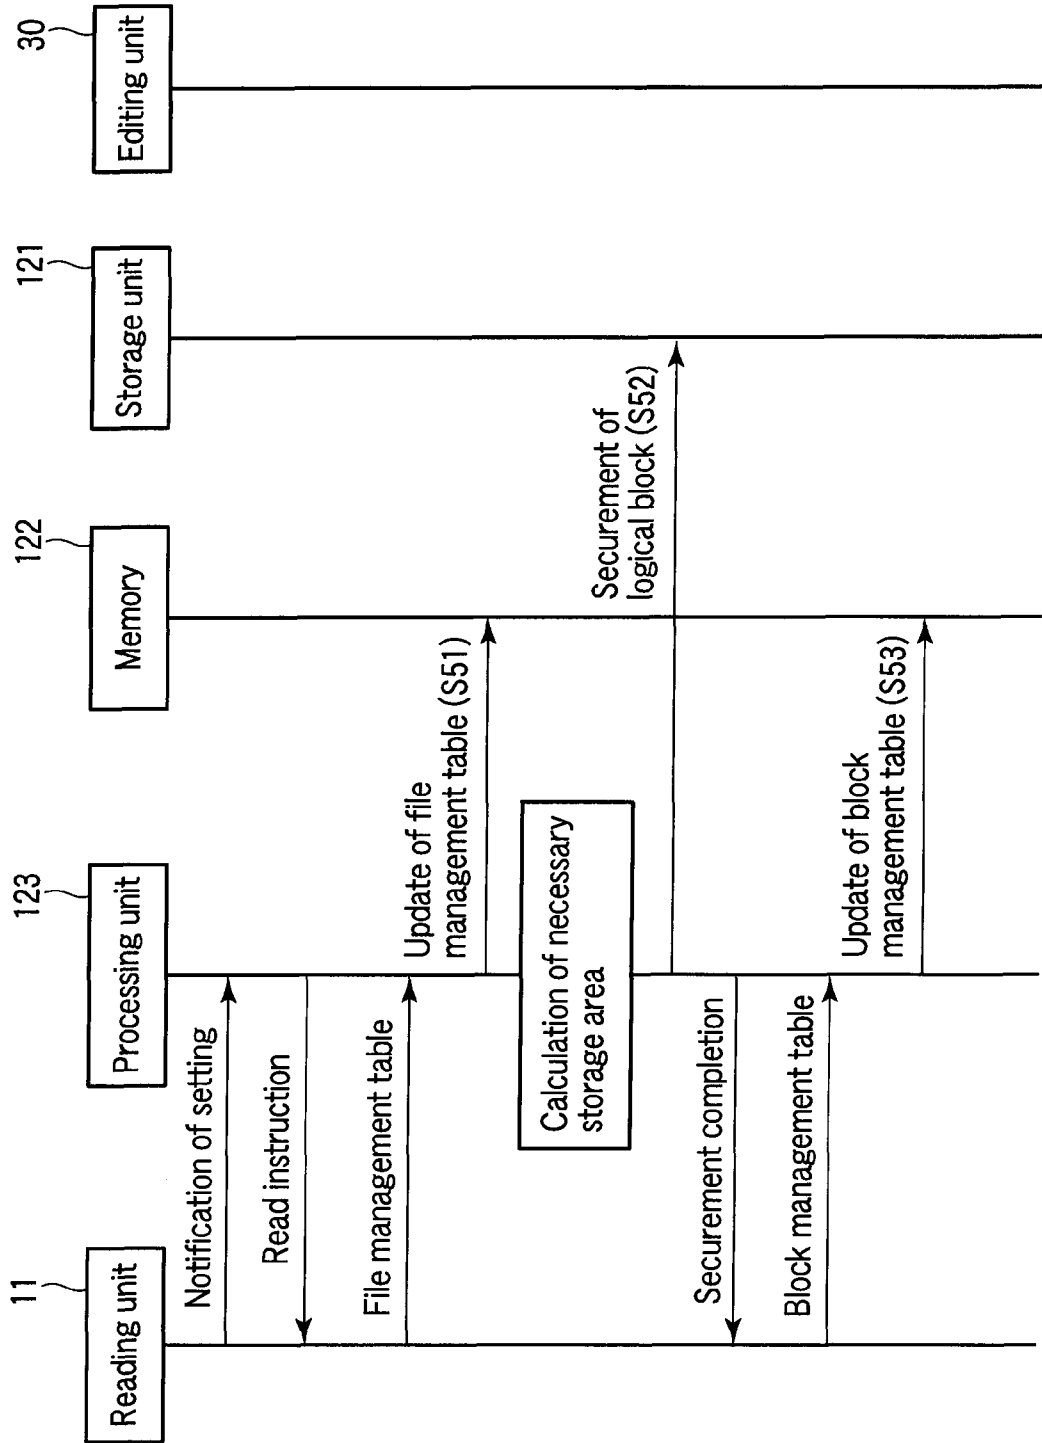 11
123
122
121
30
Reading unit
Processing unit
Memory
Storage unit
Editing unit
Notification of setting
Read instruction
File management table
Update of file
management table (S51)
Calculation of necessary
storage area
Securement of
logical block (S52)
Securement completion
Block management table
Update of block
management table (S53)